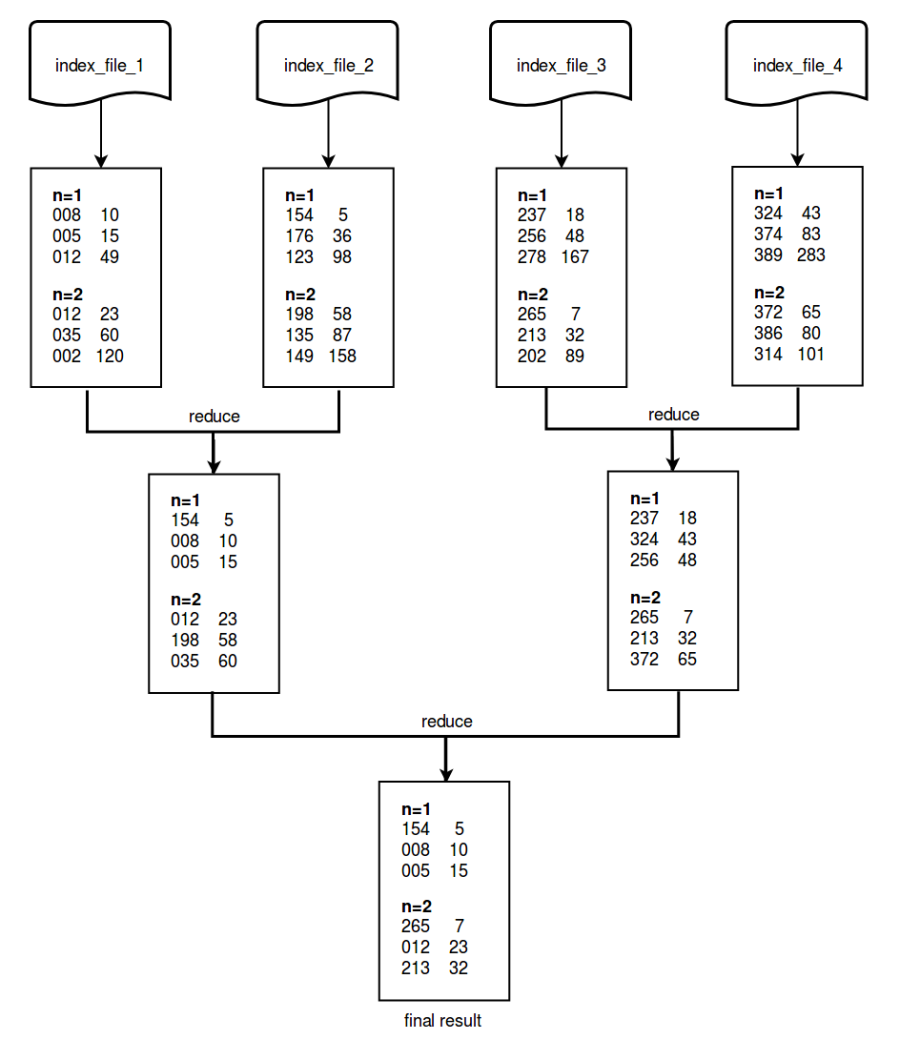 index_file_1
index_file_2
index_file_3
index_file_4
n=1
008 10
005 15
012 49
n=2
012 23
035 60
002 120
n=1
154 5
176 36
123 98
n=2
198 58
135 87
149 158
n=1
237 18
256 48
278 167
n=2
265 7
213 32
202 89
n=1
324 43
374 83
389 283
n=2
372 65
386 80
314 101
reduce
reduce
n=1
154 5
008 10
005 15
n=2
012 23
198 58
035 60
n=1
237 18
324 43
256 48
n=2
265 7
213 32
372 65
reduce
n=1
154 5
008 10
005 15
n=2
265 7
012 23
213 32
final result